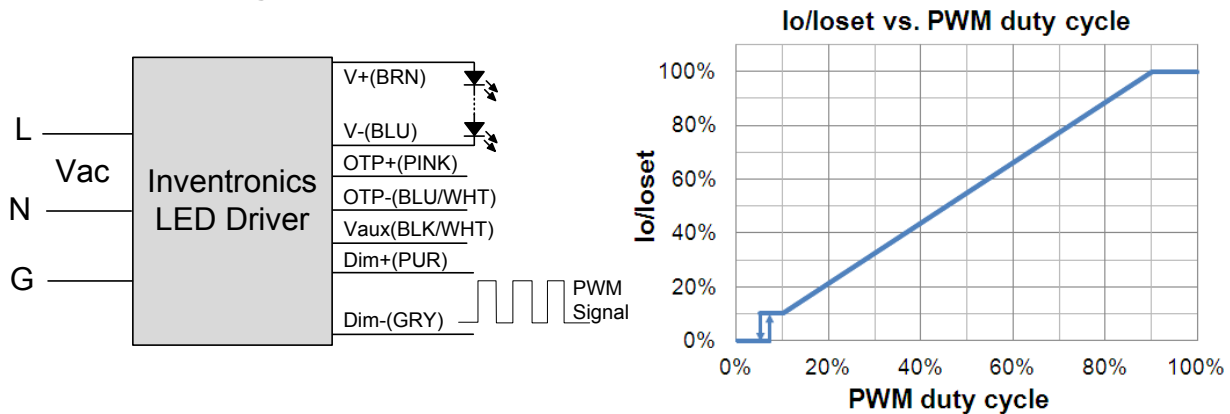 L
Vac
N
G
Inventronics
LED Driver
V+(BRN)
V-(BLU)
OTP+(PINK)
OTP-(BLU/WHT)
Vaux(BLK/WHT)
Dim+(PUR)
Dim-(GRY)
PWM
Signal
Io/Ioset vs. PWM duty cycle
100%
80%
60%
40%
20%
0%
Io/Ioset
0%
20%
40%
60%
80%
100%
PWM duty cycle